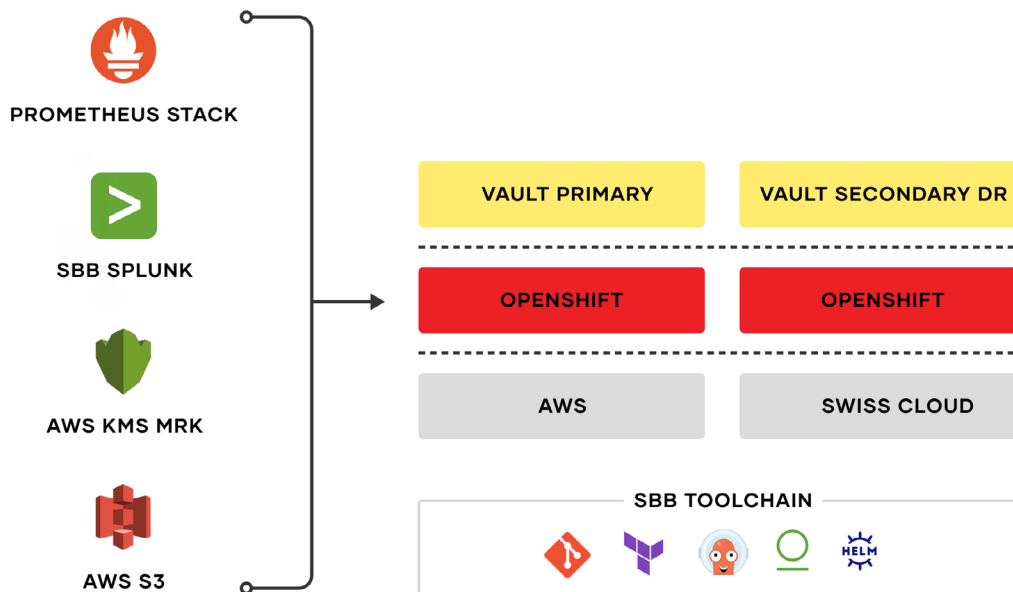 PROMETHEUS STACK
SBB SPLUNK
AWS KMS MRK
AWS S3
VAULT PRIMARY
VAULT SECONDARY DR
OPENSHIFT
OPENSHIFT
AWS
SWISS CLOUD
SBB TOOLCHAIN
HELM